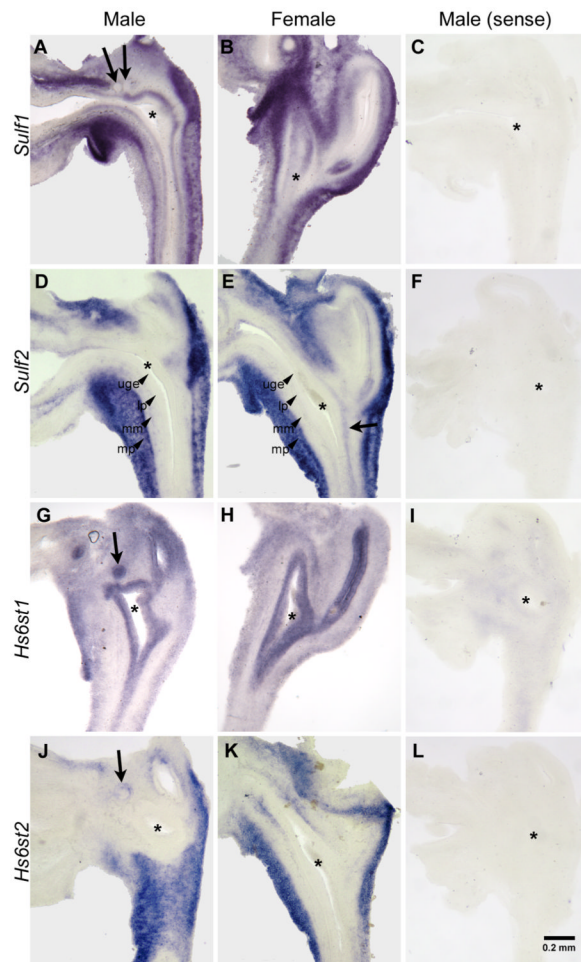 Male Female Male (sense)
A B C
Sulf1
* * *
D E F
Sulf2
* uge lp mm mp
uge lp * mm mp
*
G H I
Hs6st1
* * *
J K L
Hs6st2
* * *
0.2 mm